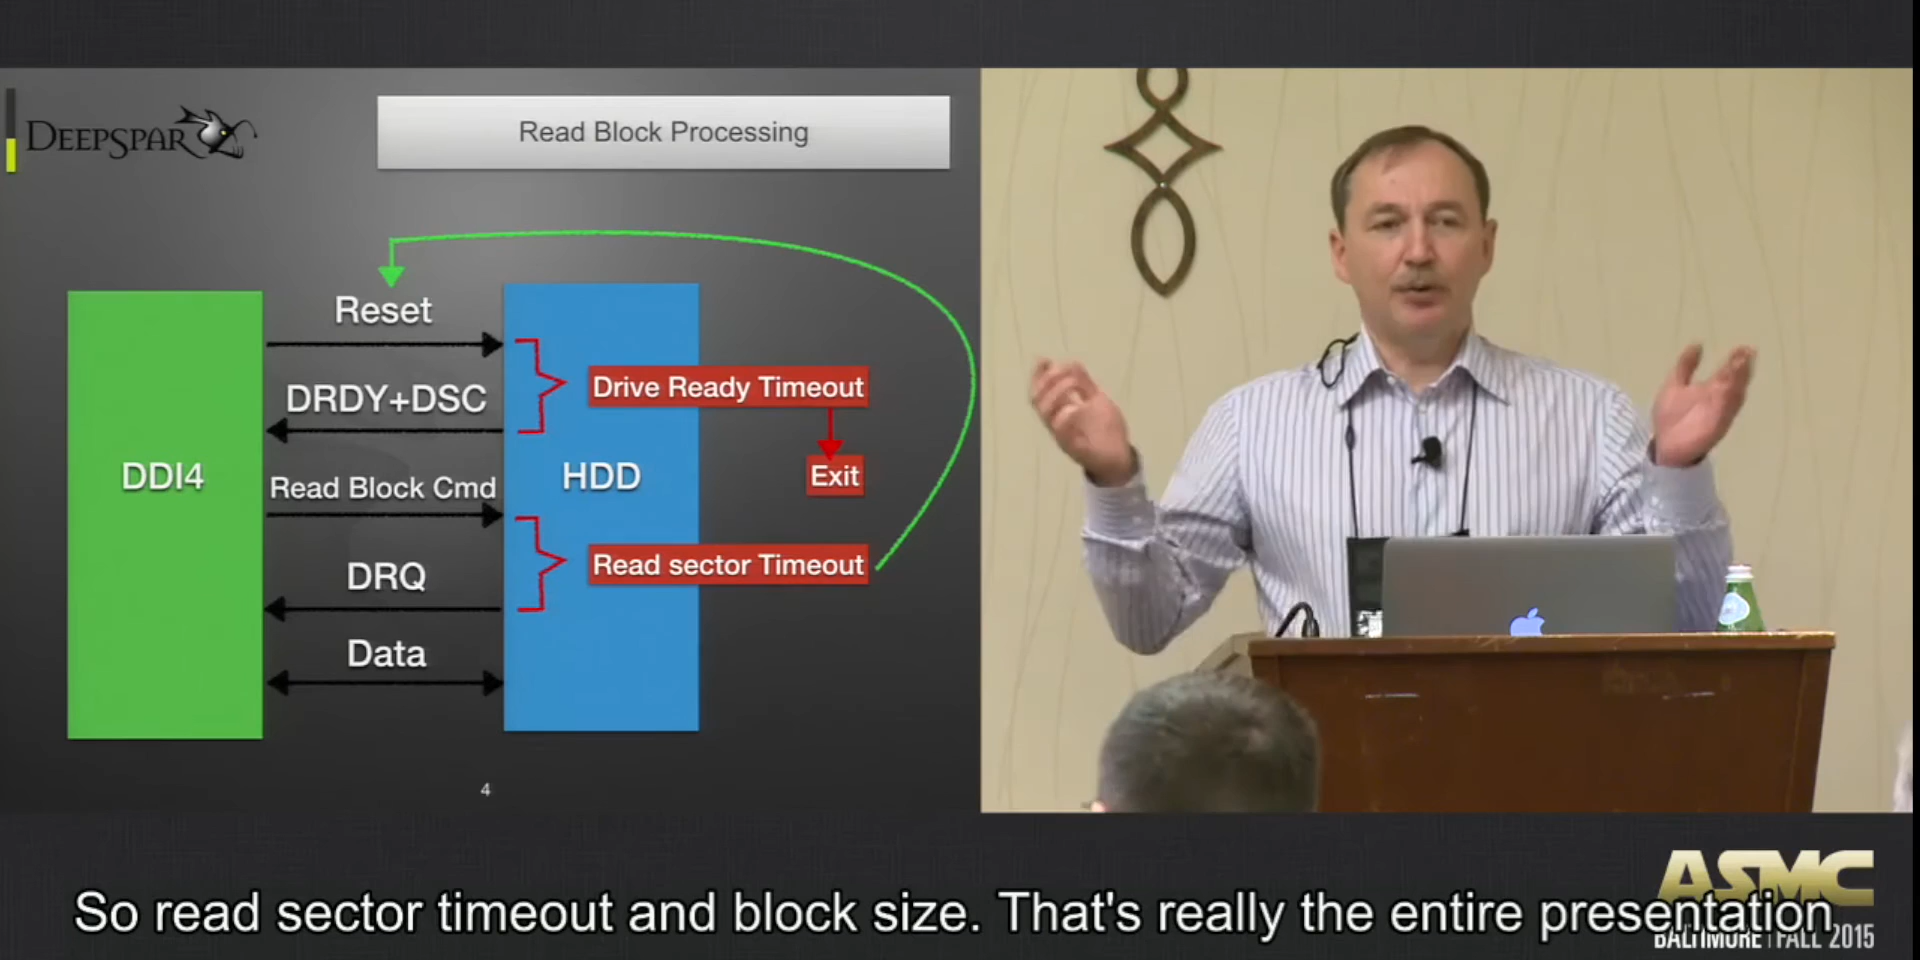 DEEPSPAR
Read Block Processing
Reset
DRDY+DSC
Drive Ready Timeout
DDI4
Read Block Cmd
HDD
Exit
DRQ
Read sector Timeout
Data
4
ASMC
BALTIMORE | FALL 2015
So read sector timeout and block size. That's really the entire presentation